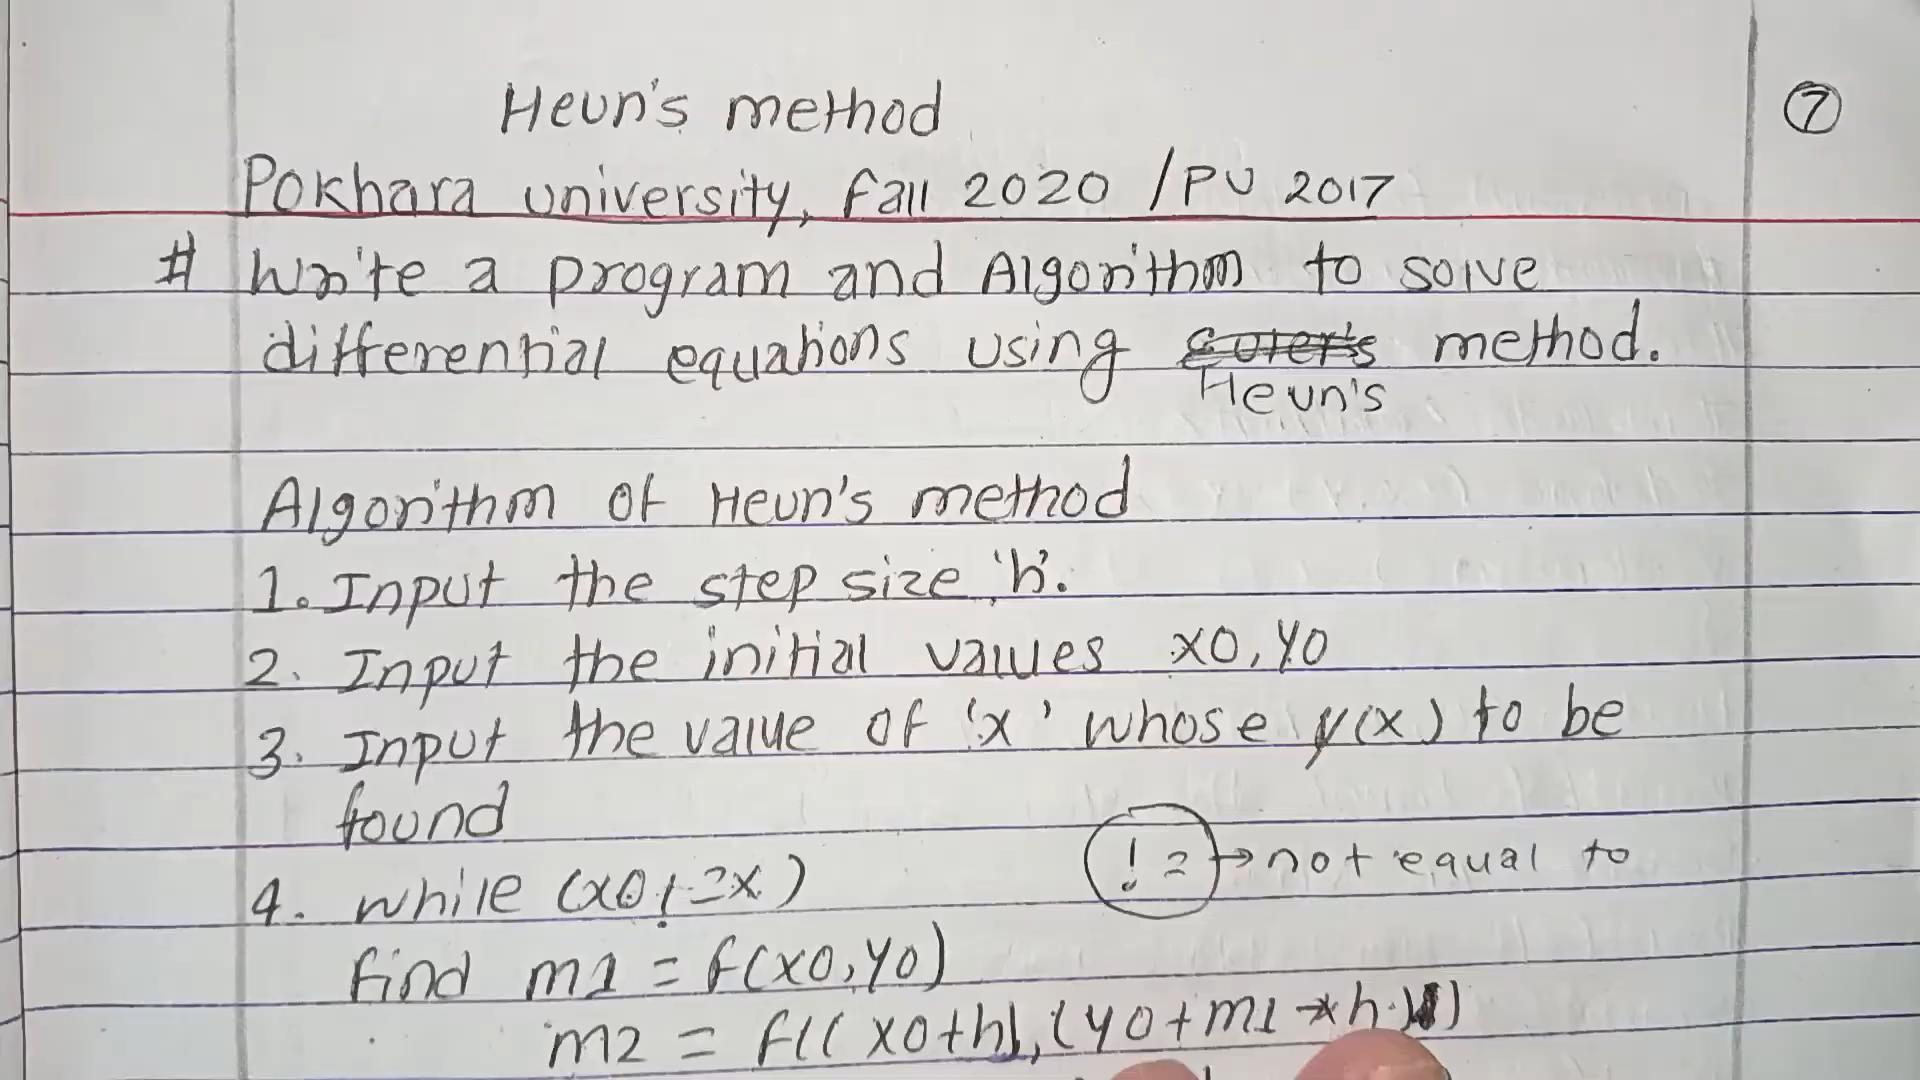 Heun's method
7
Pokhara university, Fall 2020 / PU 2017
# Write a program and Algorithm to solve
differential equations using Euler's method.
Heun's
Algorithm of Heun's method
1. Input the step size 'h'.
2. Input the initial values x0, y0
3. Input the value of 'x' whose y(x) to be
found
!= → not equal to
4. while (x0 != x)
find m1 = f(x0, y0)
m2 = f((x0+h), (y0+m1*h))